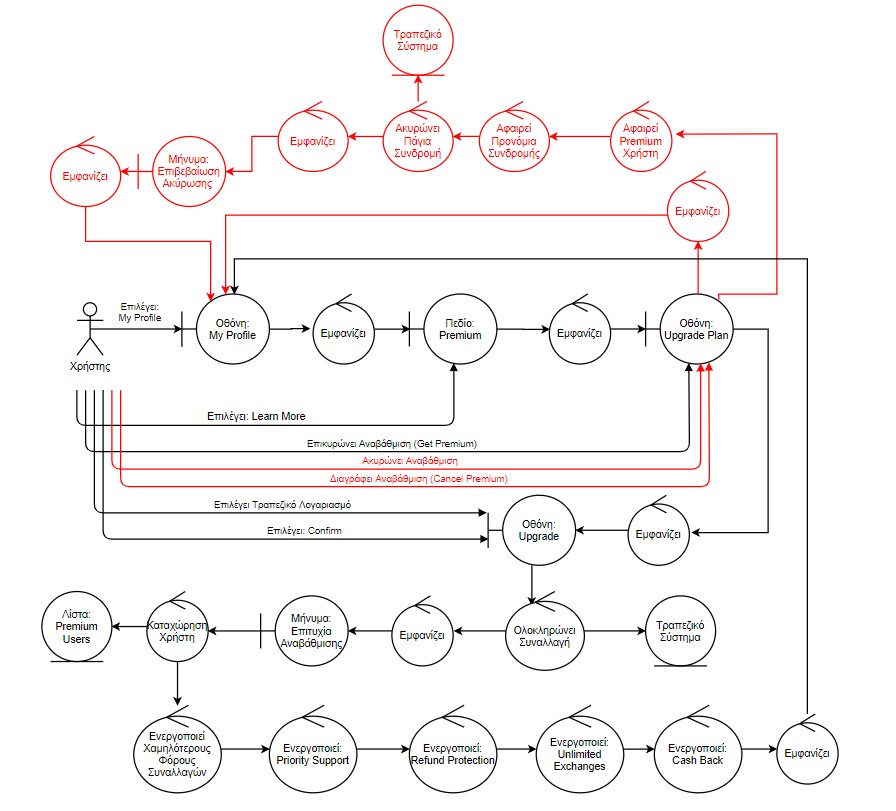 Τραπεζικό
Σύστημα
Εμφανίζει
Μήνυμα:
Επιβεβαίωση
Ακύρωσης
Εμφανίζει
Ακυρώνει
Πάγια
Συνδρομή
Αφαιρεί
Προνόμια
Συνδρομής
Αφαιρεί
Premium
Χρήστη
Εμφανίζει
Επιλέγει:
My Profile
Χρήστης
Οθόνη:
My Profile
Εμφανίζει
Πεδίο:
Premium
Εμφανίζει
Οθόνη:
Upgrade Plan
Επιλέγει: Learn More
Επικυρώνει Αναβάθμιση (Get Premium)
Ακυρώνει Αναβάθμιση
Διαγράφει Αναβάθμιση (Cancel Premium)
Επιλέγει Τραπεζικό Λογαριασμό
Επιλέγει: Confirm
Οθόνη:
Upgrade
Εμφανίζει
Λίστα:
Premium
Users
Καταχώρηση
Χρήστη
Μήνυμα:
Επιτυχία
Αναβάθμισης
Εμφανίζει
Ολοκληρώνει
Συναλλαγή
Τραπεζικό
Σύστημα
Ενεργοποιεί
Χαμηλότερους
Φόρους
Συναλλαγών
Ενεργοποιεί:
Priority Support
Ενεργοποιεί:
Refund Protection
Ενεργοποιεί:
Unlimited
Exchanges
Ενεργοποιεί:
Cash Back
Εμφανίζει